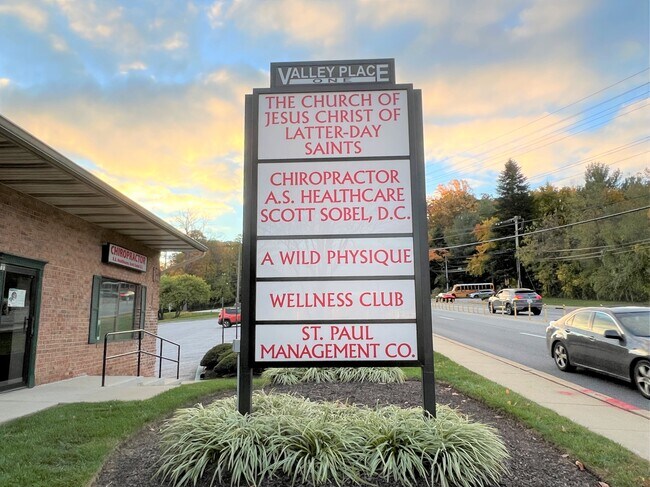 VALLEY PLACE
ONE
THE CHURCH OF
JESUS CHRIST OF
LATTER-DAY
SAINTS
CHIROPRACTOR
A.S. HEALTHCARE
SCOTT SOBEL, D.C.
A WILD PHYSIQUE
WELLNESS CLUB
ST. PAUL
MANAGEMENT CO.
CHIROPRACTOR